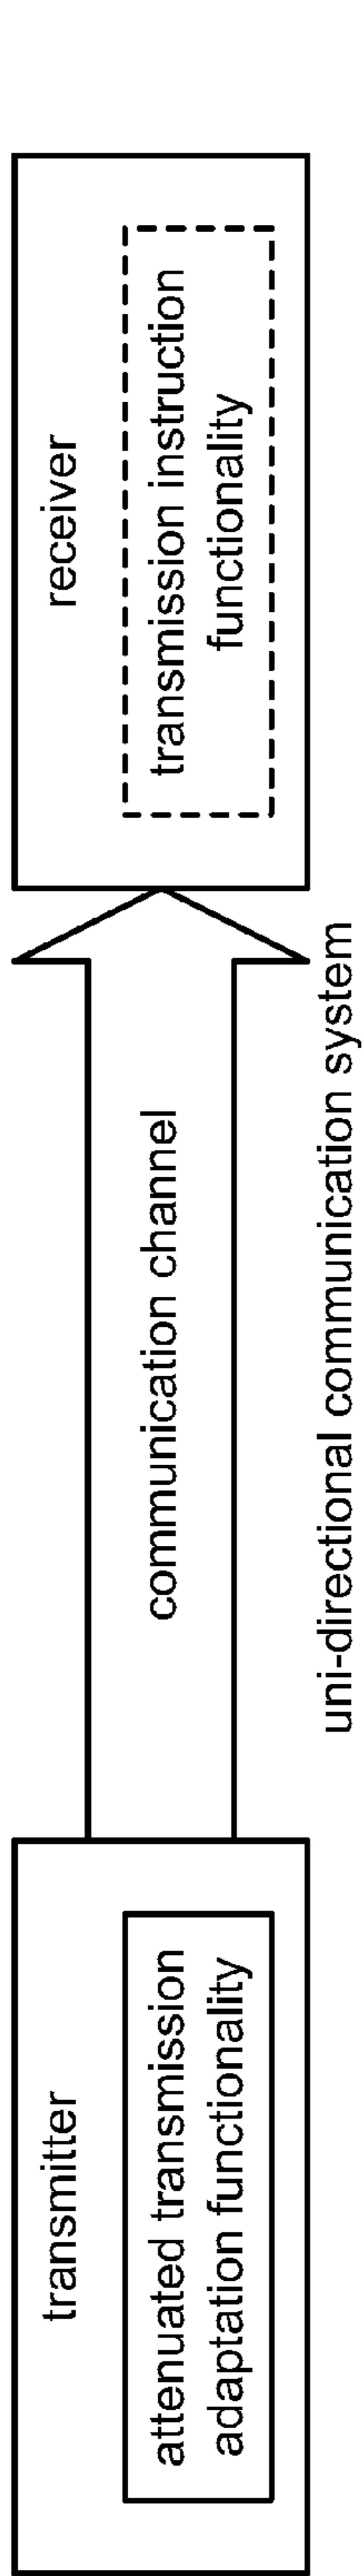 transmitter
attenuated transmission
adaptation functionality
communication channel
receiver
transmission instruction
functionality
uni-directional communication system